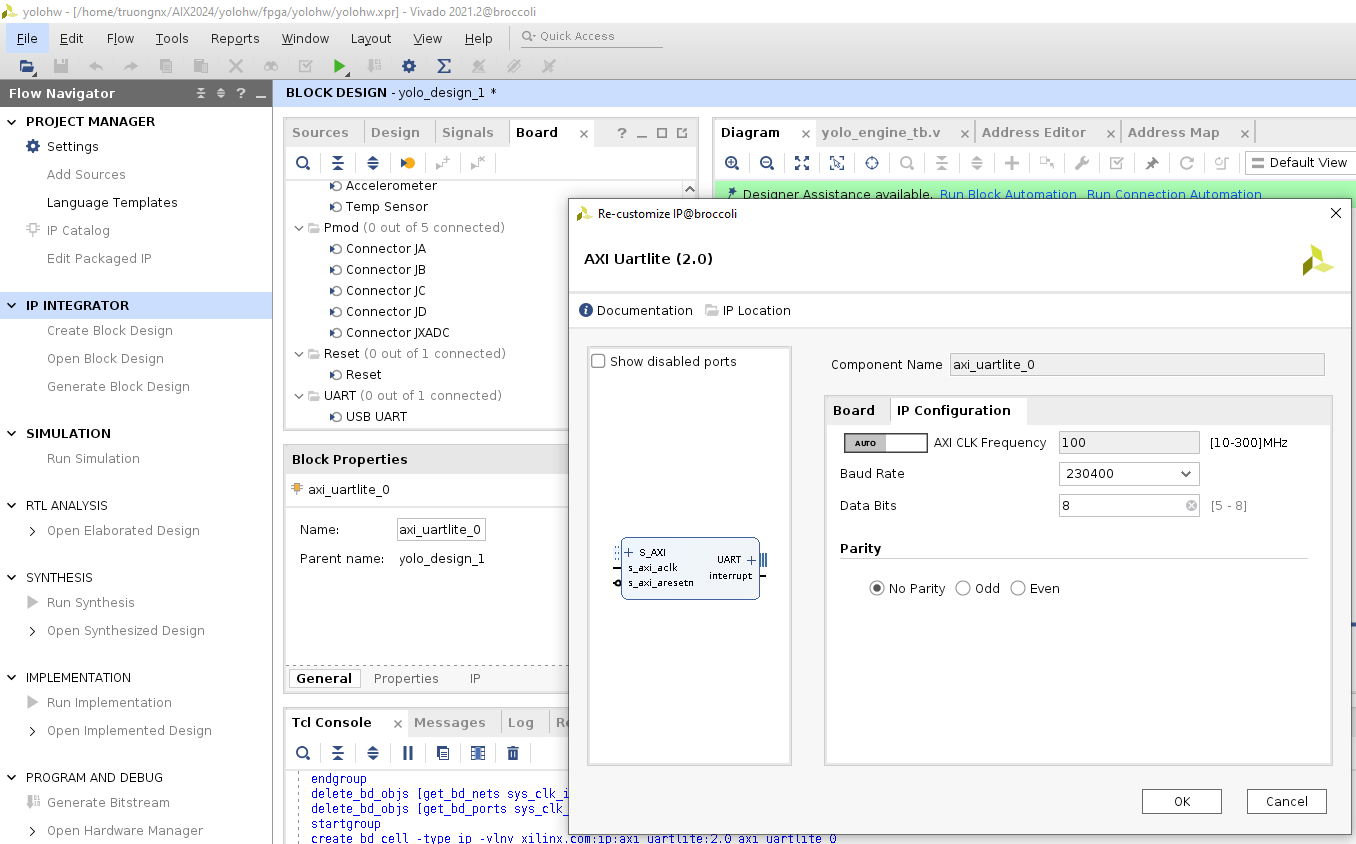 yolohw - [/home/truongnx/AIX2024/yolohw/fpga/yolohw/yolohw.xpr] - Vivado 2021.2@broccoli
File Edit Flow Tools Reports Window Layout View Help Quick Access
Flow Navigator
PROJECT MANAGER
Settings
Add Sources
Language Templates
IP Catalog
Edit Packaged IP
IP INTEGRATOR
Create Block Design
Open Block Design
Generate Block Design
SIMULATION
Run Simulation
RTL ANALYSIS
Open Elaborated Design
SYNTHESIS
Run Synthesis
Open Synthesized Design
IMPLEMENTATION
Run Implementation
Open Implemented Design
PROGRAM AND DEBUG
Generate Bitstream
Open Hardware Manager
BLOCK DESIGN - yolo_design_1 *
Sources Design Signals Board
Accelerometer
Temp Sensor
Pmod (0 out of 5 connected)
Connector JA
Connector JB
Connector JC
Connector JD
Connector JXADC
Reset (0 out of 1 connected)
Reset
UART (0 out of 1 connected)
USB UART
Block Properties
axi_uartlite_0
Name: axi_uartlite_0
Parent name: yolo_design_1
General Properties IP
Tcl Console Messages Log
endgroup
delete_bd_objs [get_bd_nets sys_clk_i
delete_bd_objs [get_bd_ports sys_clk_
startgroup
create_bd_cell -type ip -vlnv xilinx.com:ip:axi_uartlite:2.0 axi_uartlite_0
Diagram yolo_engine_tb.v Address Editor Address Map
Default View
Designer Assistance available. Run Block Automation Run Connection Automation
Re-customize IP@broccoli
AXI Uartlite (2.0)
Documentation IP Location
Show disabled ports
S_AXI
s_axi_aclk
s_axi_aresetn
UART
interrupt
Component Name axi_uartlite_0
Board IP Configuration
AUTO AXI CLK Frequency 100 [10-300]MHz
Baud Rate 230400
Data Bits 8 [5 - 8]
Parity
No Parity Odd Even
OK Cancel